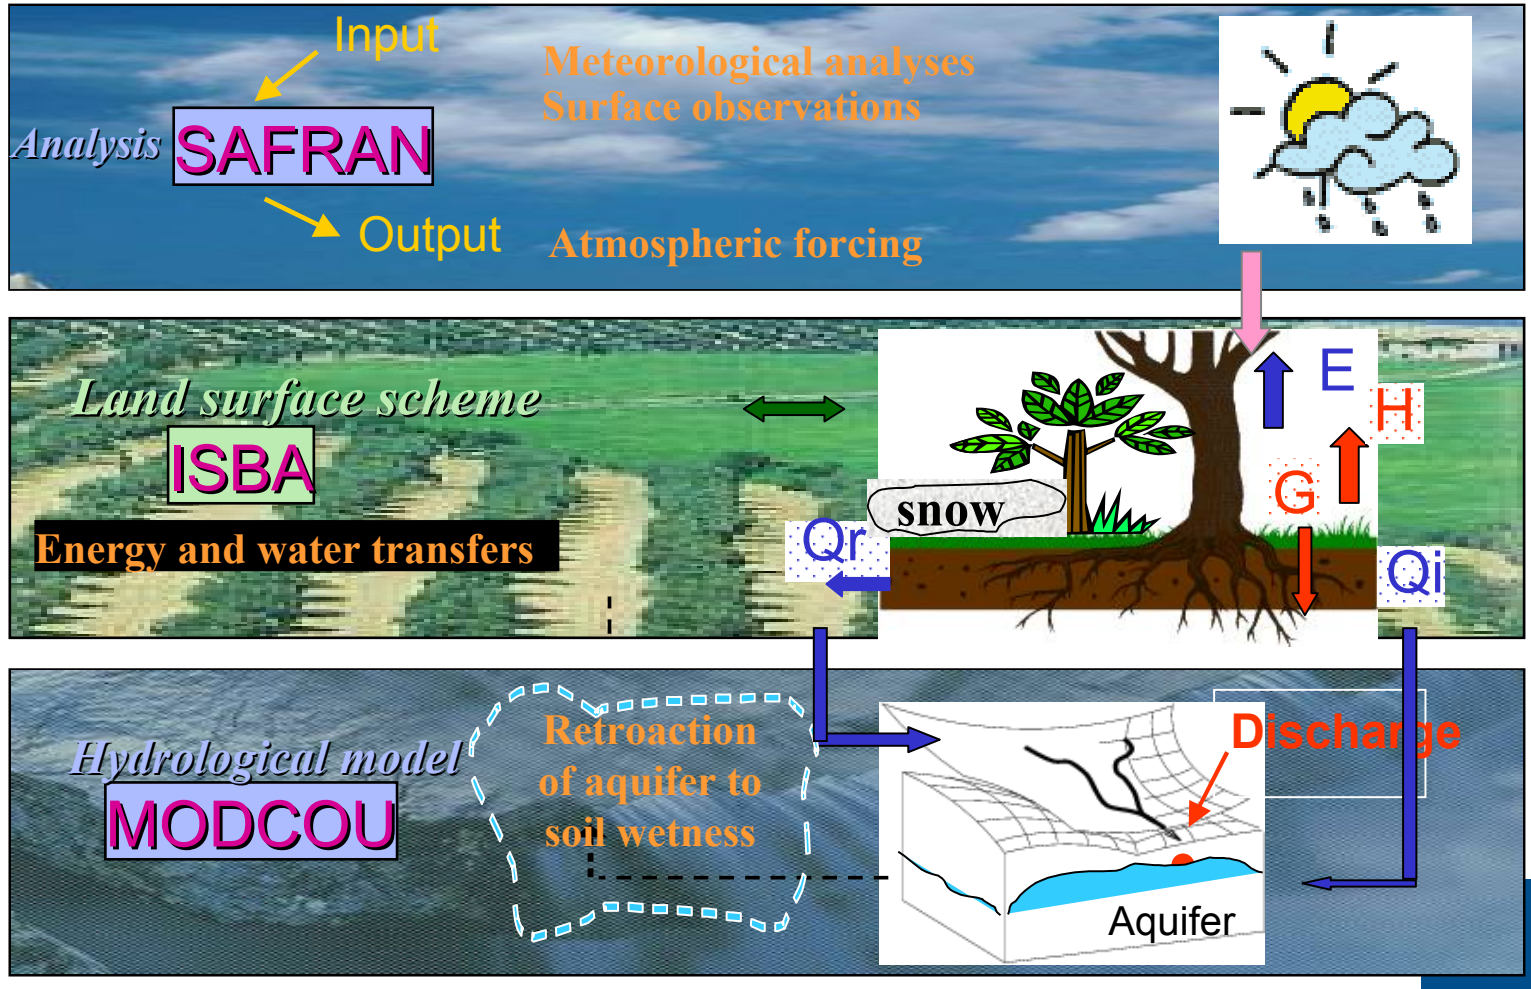 Input
Meteorological analyses
Surface observations
Analysis SAFRAN
Output
Atmospheric forcing
Land surface scheme
ISBA
Energy and water transfers
E
H
G
snow
Qr
Qi
Hydrological model
MODCOU
Retroaction
of aquifer to
soil wetness
Discharge
Aquifer